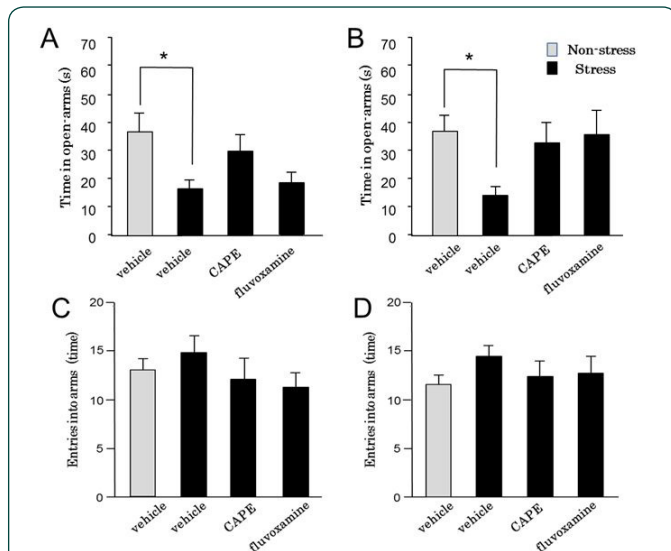 A
Time in open-arms (s)
70
60
50
40
30
20
10
0
*
vehicle
vehicle
CAPE
fluvoxamine
B
Time in open-arms (s)
70
60
50
40
30
20
10
0
*
Non-stress
Stress
vehicle
vehicle
CAPE
fluvoxamine
C
Entries into arms (time)
20
15
10
5
0
vehicle
vehicle
CAPE
fluvoxamine
D
Entries into arms (time)
20
15
10
5
0
vehicle
vehicle
CAPE
fluvoxamine